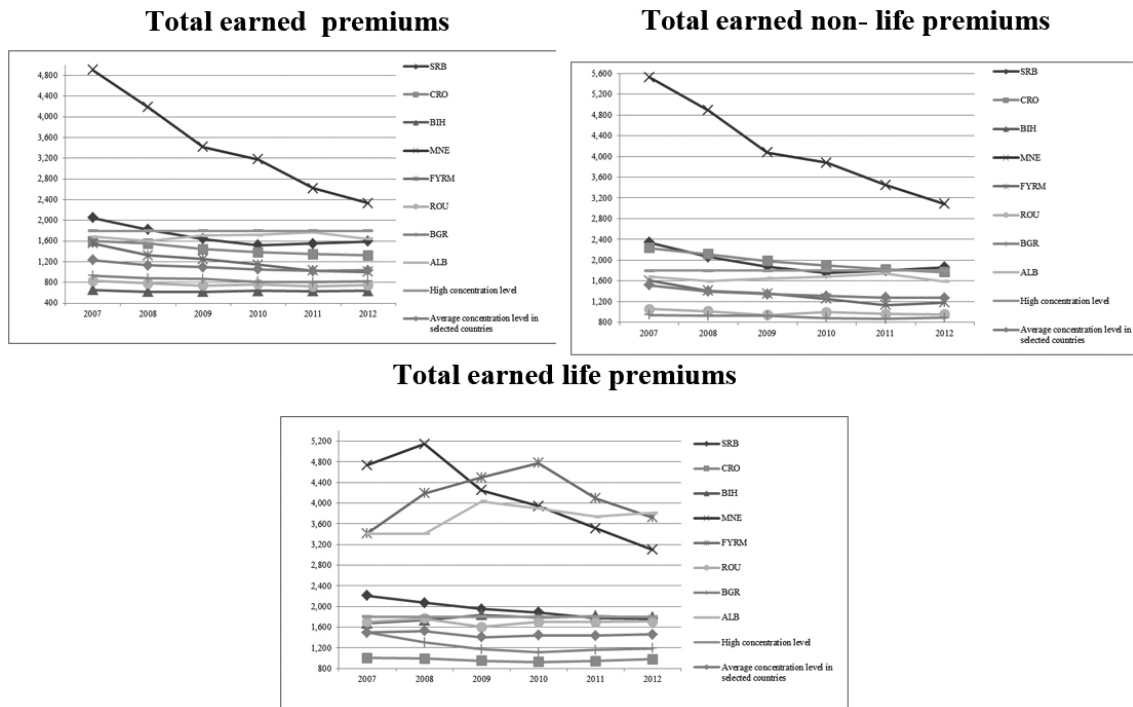 Total earned premiums
4,800
4,400
4,000
3,600
3,200
2,800
2,400
2,000
1,600
1,200
800
400
2007
2008
2009
2010
2011
2012
SRB
CRO
BIH
MNE
FYRM
ROU
BGR
ALB
High concentration level
Average concentration level in
selected countries
Total earned non- life premiums
5,600
5,200
4,800
4,400
4,000
3,600
3,200
2,800
2,400
2,000
1,600
1,200
800
2007
2008
2009
2010
2011
2012
SRB
CRO
BIH
MNE
FYRM
ROU
BGR
ALB
High concentration level
Average concentration level in
selected countries
Total earned life premiums
5,200
4,800
4,400
4,000
3,600
3,200
2,800
2,400
2,000
1,600
1,200
800
2007
2008
2009
2010
2011
2012
SRB
CRO
BIH
MNE
FYRM
ROU
BGR
ALB
High concentration level
Average concentration level in
selected countries